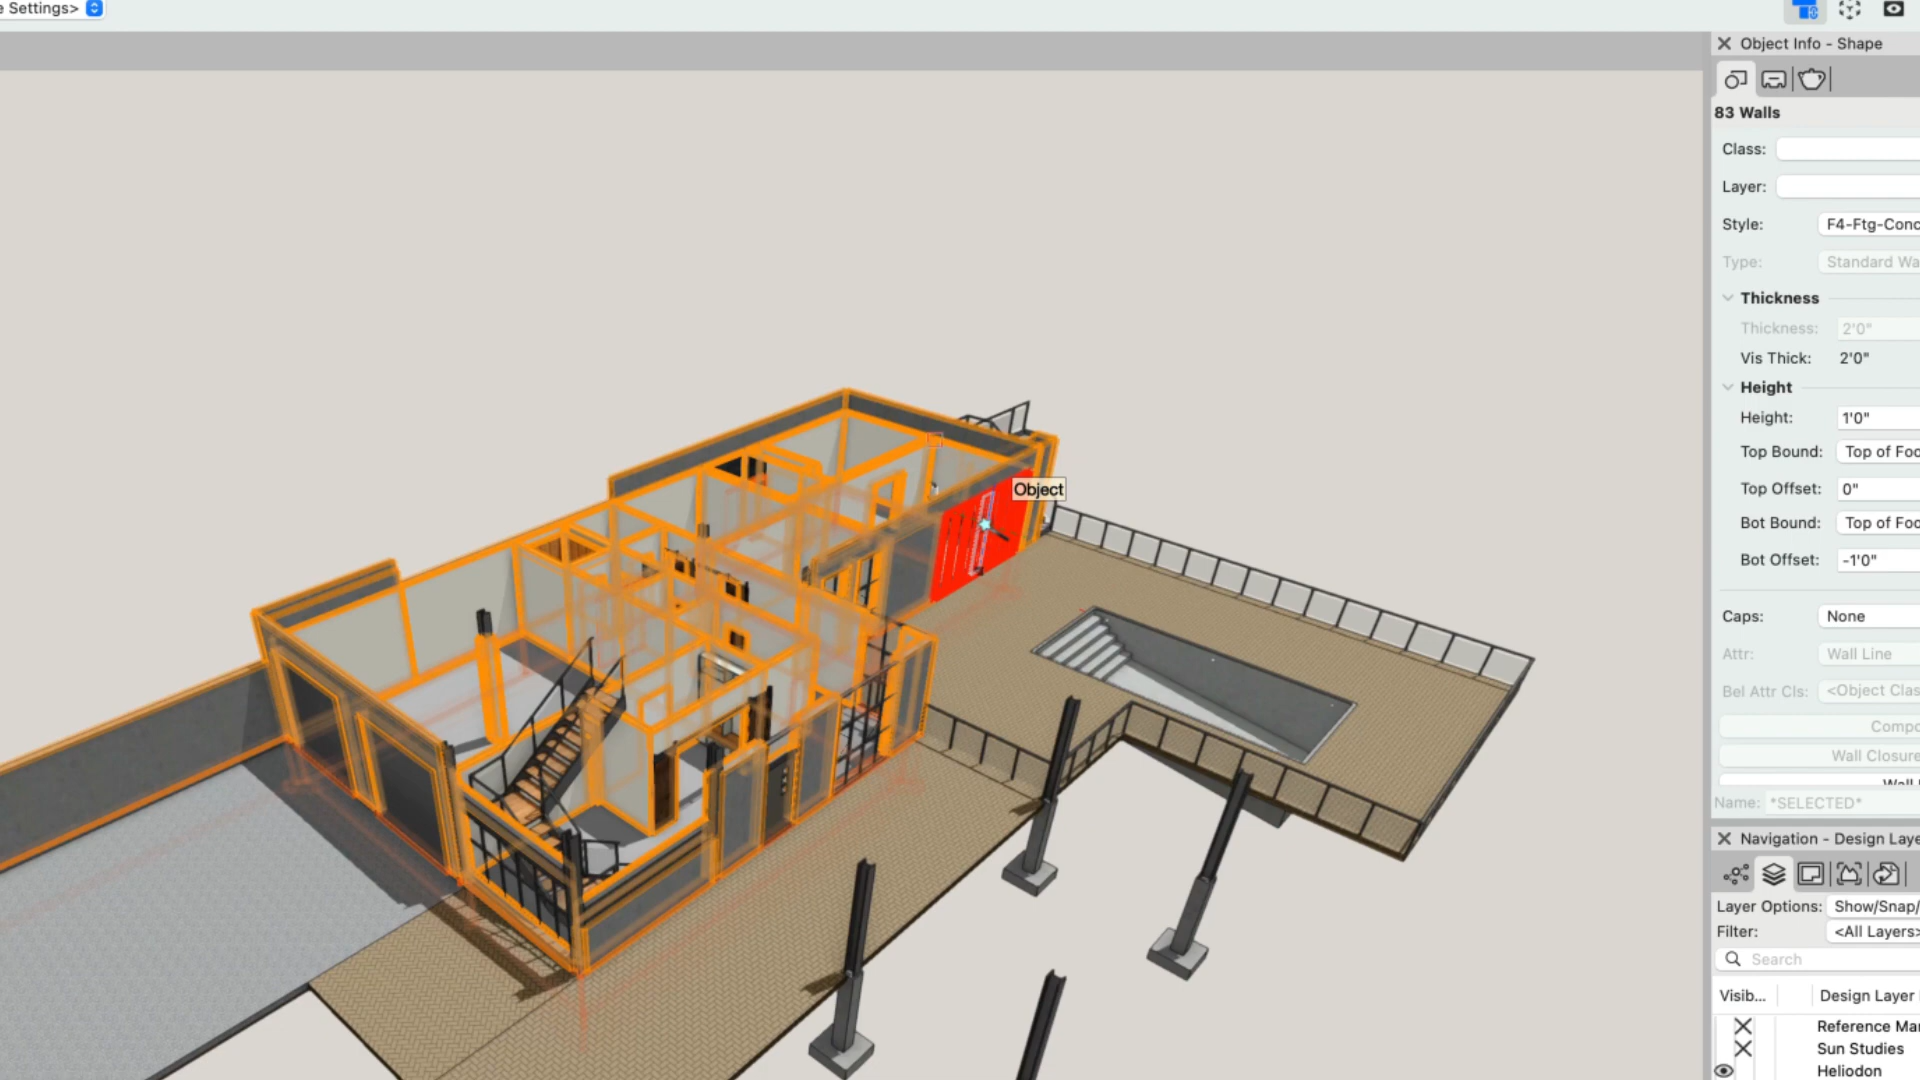 e Settings>
Object Info - Shape
83 Walls
Class:
Layer:
Style: F4-Ftg-Conc
Type: Standard Wa
Thickness
Thickness: 2'0"
Vis Thick: 2'0"
Height
Height: 1'0"
Top Bound: Top of Foo
Top Offset: 0"
Bot Bound: Top of Foo
Bot Offset: -1'0"
Caps: None
Attr: Wall Line
Bel Attr Cls: <Object Clas
Compo
Wall Closure
Wall
Name: *SELECTED*
Navigation - Design Laye
Layer Options: Show/Snap/
Filter: <All Layers>
Search
Visib... Design Layer
Reference Mar
Sun Studies
Heliodon
Object